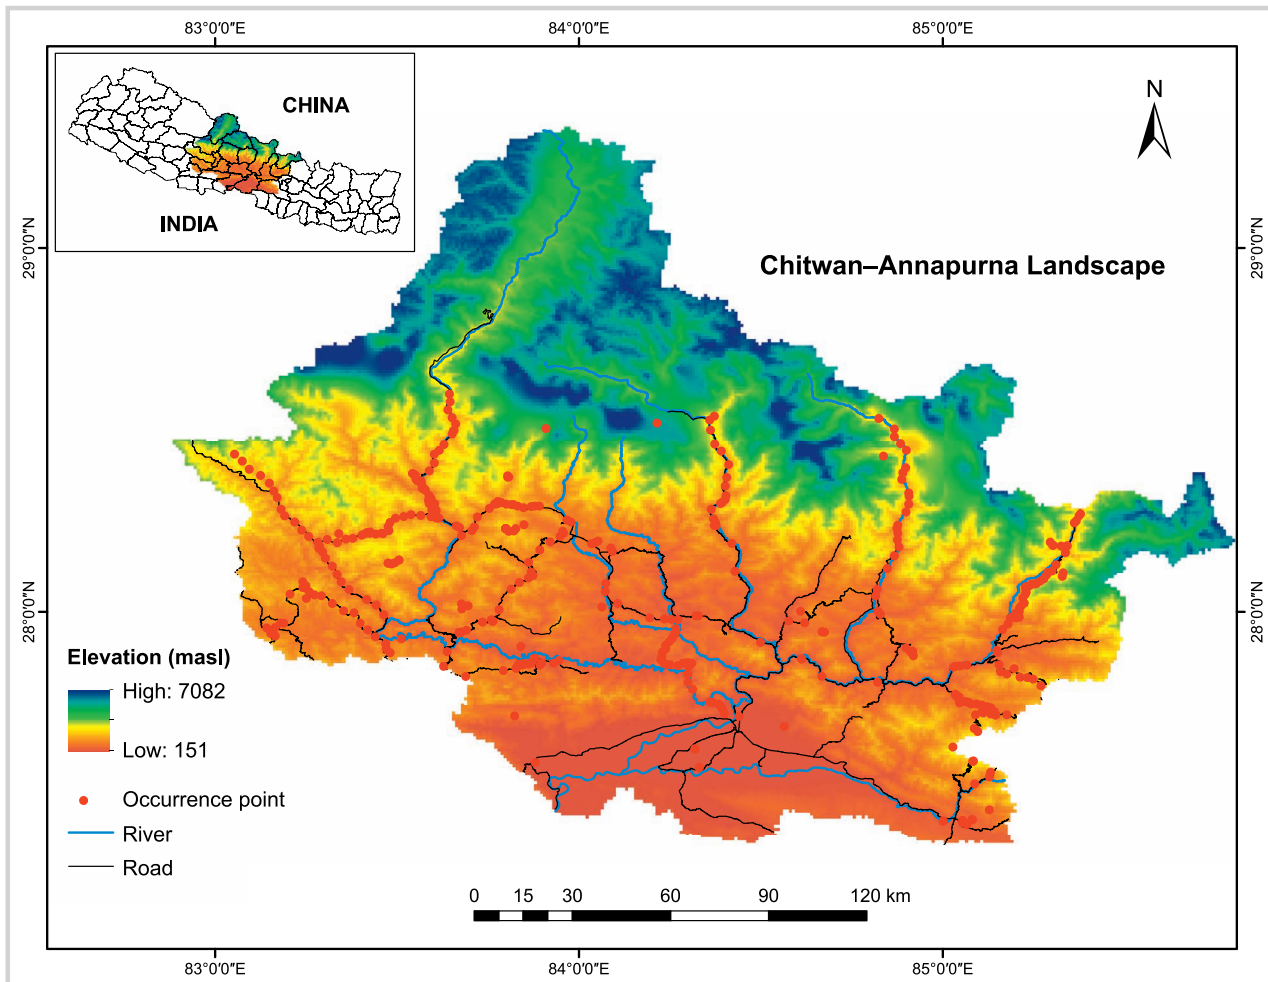 83°0'0"E 84°0'0"E 85°0'0"E
CHINA
INDIA
N
29°0'0"N
29°0'0"N
Chitwan–Annapurna Landscape
28°0'0"N
28°0'0"N
Elevation (masl)
High: 7082
Low: 151
Occurrence point
River
Road
0 15 30 60 90 120 km
83°0'0"E 84°0'0"E 85°0'0"E